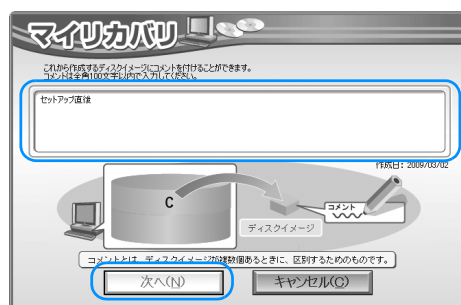 マイリカバリ
これから作成するディスクイメージにコメントを付けることができます。
コメントは全角100文字以内で入力してください。
セットアップ直後
作成日: 2009/03/02
C
コメント
ディスクイメージ
コメントとは、ディスクイメージが複数個あるときに、区別するためのものです。
次へ(N)
キャンセル(C)